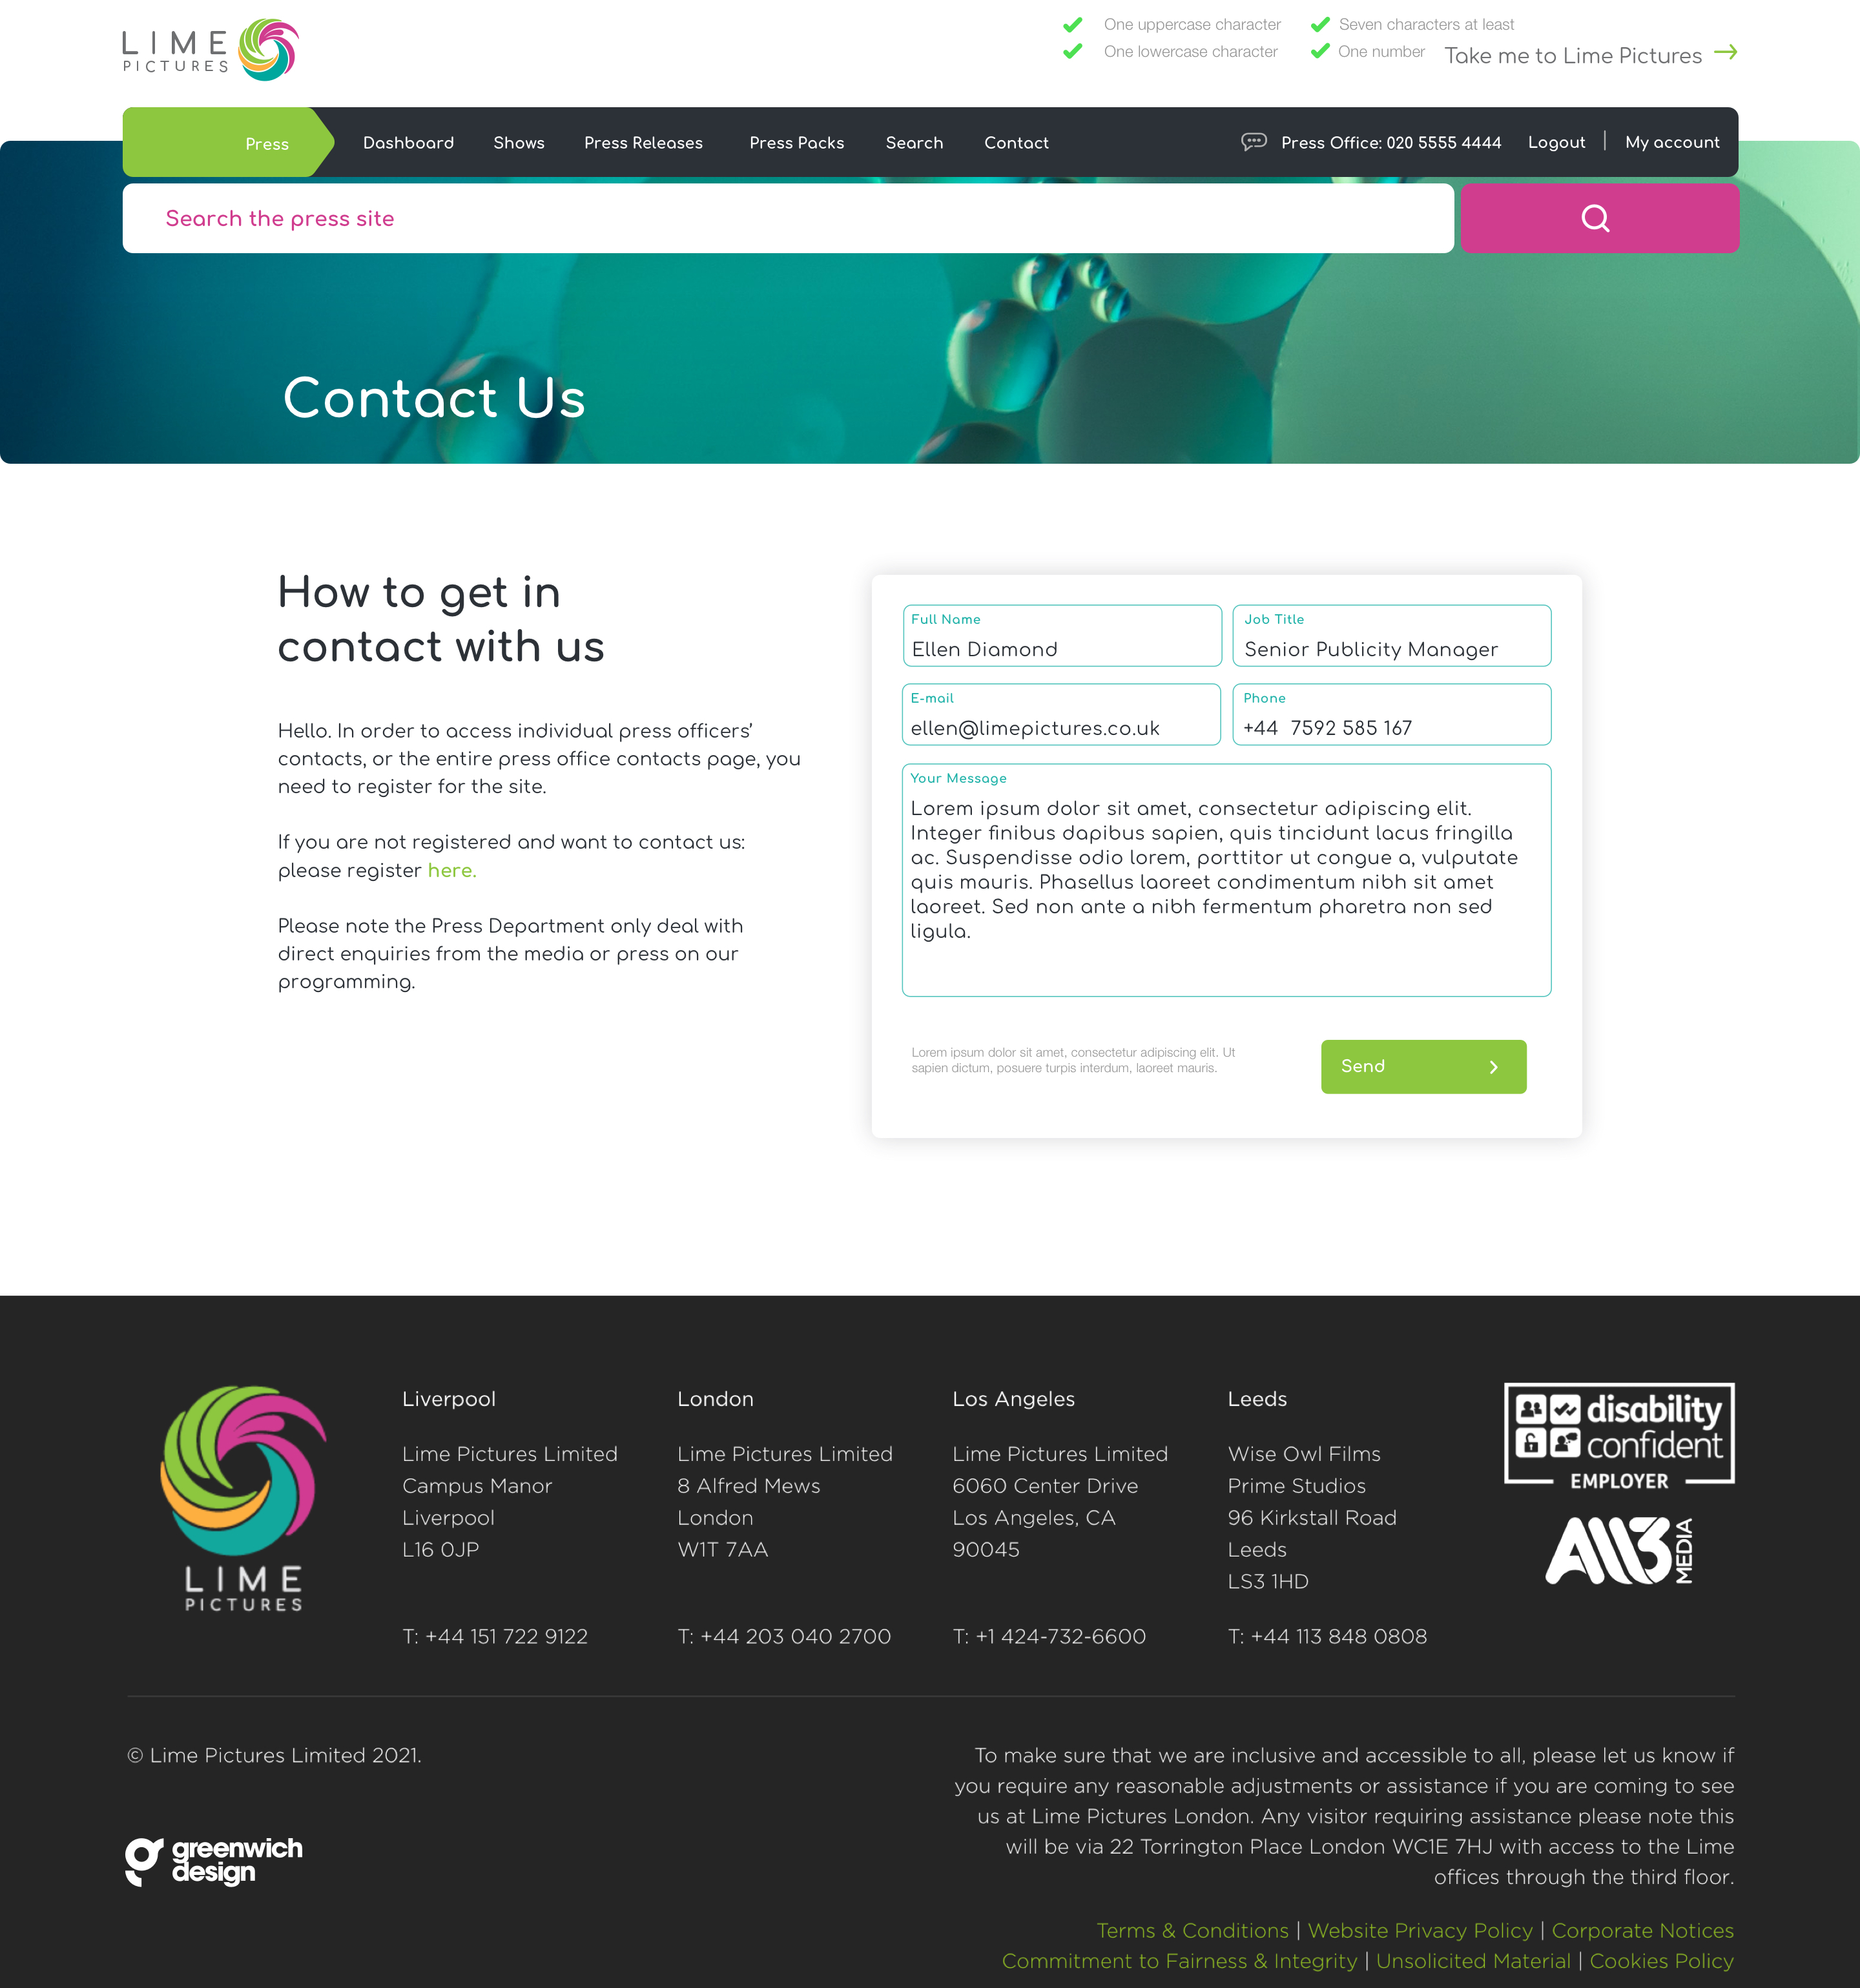 LIME
PICTURES
One uppercase character
Seven characters at least
One lowercase character
One number
Take me to Lime Pictures
Press
Dashboard
Shows
Press Releases
Press Packs
Search
Contact
Press Office: 020 5555 4444
Logout
My account
Search the press site
Contact Us
How to get in
contact with us
Hello. In order to access individual press officers’
contacts, or the entire press office contacts page, you
need to register for the site.
If you are not registered and want to contact us:
please register here.
Please note the Press Department only deal with
direct enquiries from the media or press on our
programming.
Full Name
Ellen Diamond
Job Title
Senior Publicity Manager
E-mail
ellen@limepictures.co.uk
Phone
+44 7592 585 167
Your Message
Lorem ipsum dolor sit amet, consectetur adipiscing elit.
Integer finibus dapibus sapien, quis tincidunt lacus fringilla
ac. Suspendisse odio lorem, porttitor ut congue a, vulputate
quis mauris. Phasellus laoreet condimentum nibh sit amet
laoreet. Sed non ante a nibh fermentum pharetra non sed
ligula.
Lorem ipsum dolor sit amet, consectetur adipiscing elit. Ut
sapien dictum, posuere turpis interdum, laoreet mauris.
Send
LIME
PICTURES
Liverpool
Lime Pictures Limited
Campus Manor
Liverpool
L16 0JP
T: +44 151 722 9122
London
Lime Pictures Limited
8 Alfred Mews
London
W1T 7AA
T: +44 203 040 2700
Los Angeles
Lime Pictures Limited
6060 Center Drive
Los Angeles, CA
90045
T: +1 424-732-6600
Leeds
Wise Owl Films
Prime Studios
96 Kirkstall Road
Leeds
LS3 1HD
T: +44 113 848 0808
disability
confident
EMPLOYER
All3
MEDIA
© Lime Pictures Limited 2021.
greenwich
design
To make sure that we are inclusive and accessible to all, please let us know if
you require any reasonable adjustments or assistance if you are coming to see
us at Lime Pictures London. Any visitor requiring assistance please note this
will be via 22 Torrington Place London WC1E 7HJ with access to the Lime
offices through the third floor.
Terms & Conditions | Website Privacy Policy | Corporate Notices
Commitment to Fairness & Integrity | Unsolicited Material | Cookies Policy